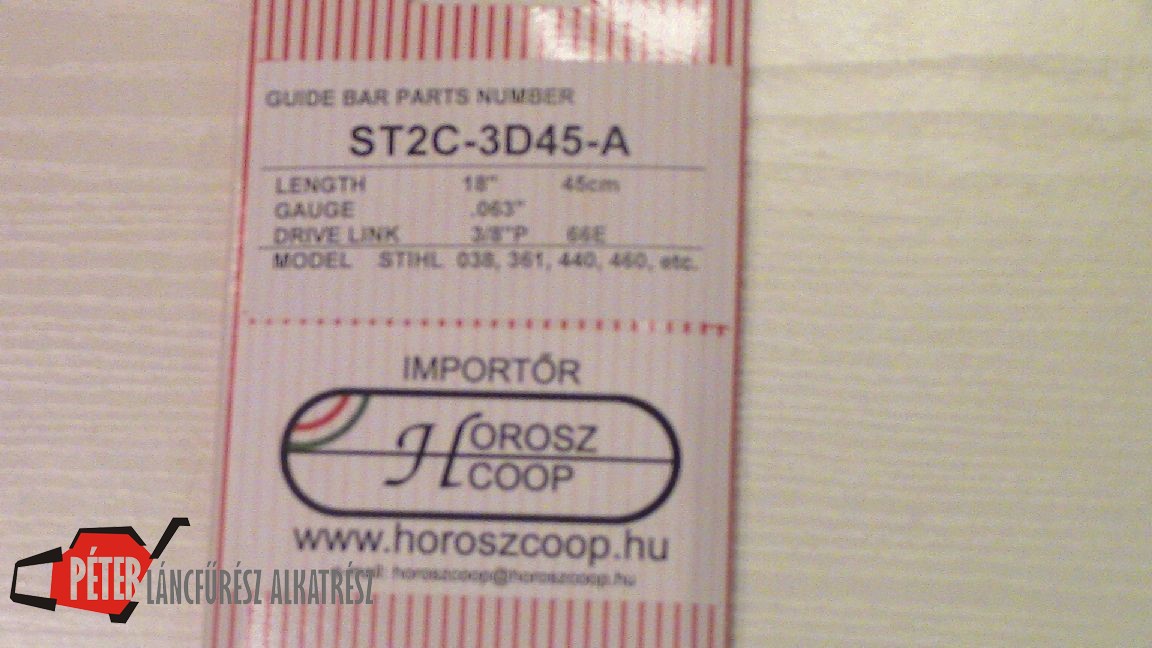 GUIDE BAR PARTS NUMBER
ST2C-3D45-A
LENGTH 18" 45cm
GAUGE .063"
DRIVE LINK 3/8"P 66E
MODEL STIHL 038, 361, 440, 460, etc.
IMPORTŐR
HOROSZ
COOP
www.horoszcoop.hu
horoszcoop@horoszcoop.hu
PÉTER LÁNCFŰRÉSZ ALKATRÉSZ